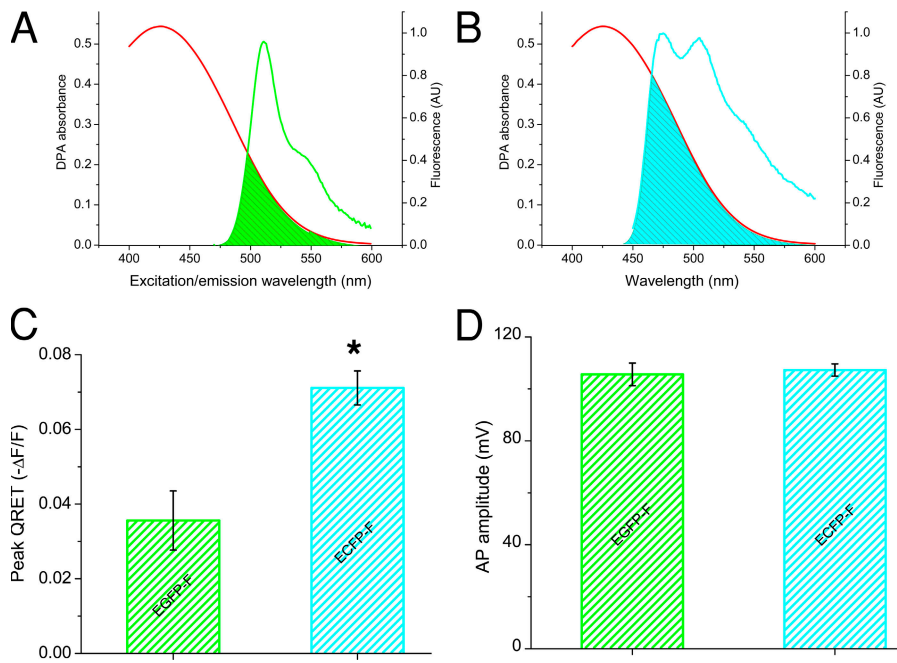 A
B
0.5
0.4
0.3
0.2
0.1
0.0
DPA absorbance
1.0
0.8
0.6
0.4
0.2
0.0
Fluorescence (AU)
400 450 500 550 600
Excitation/emission wavelength (nm)
0.5
0.4
0.3
0.2
0.1
0.0
DPA absorbance
1.0
0.8
0.6
0.4
0.2
0.0
Fluorescence (AU)
400 450 500 550 600
Wavelength (nm)
C
D
0.08
0.06
0.04
0.02
0.00
Peak QRET (-ΔF/F)
*
EGFP-F
ECFP-F
120
80
40
0
AP amplitude (mV)
EGFP-F
ECFP-F